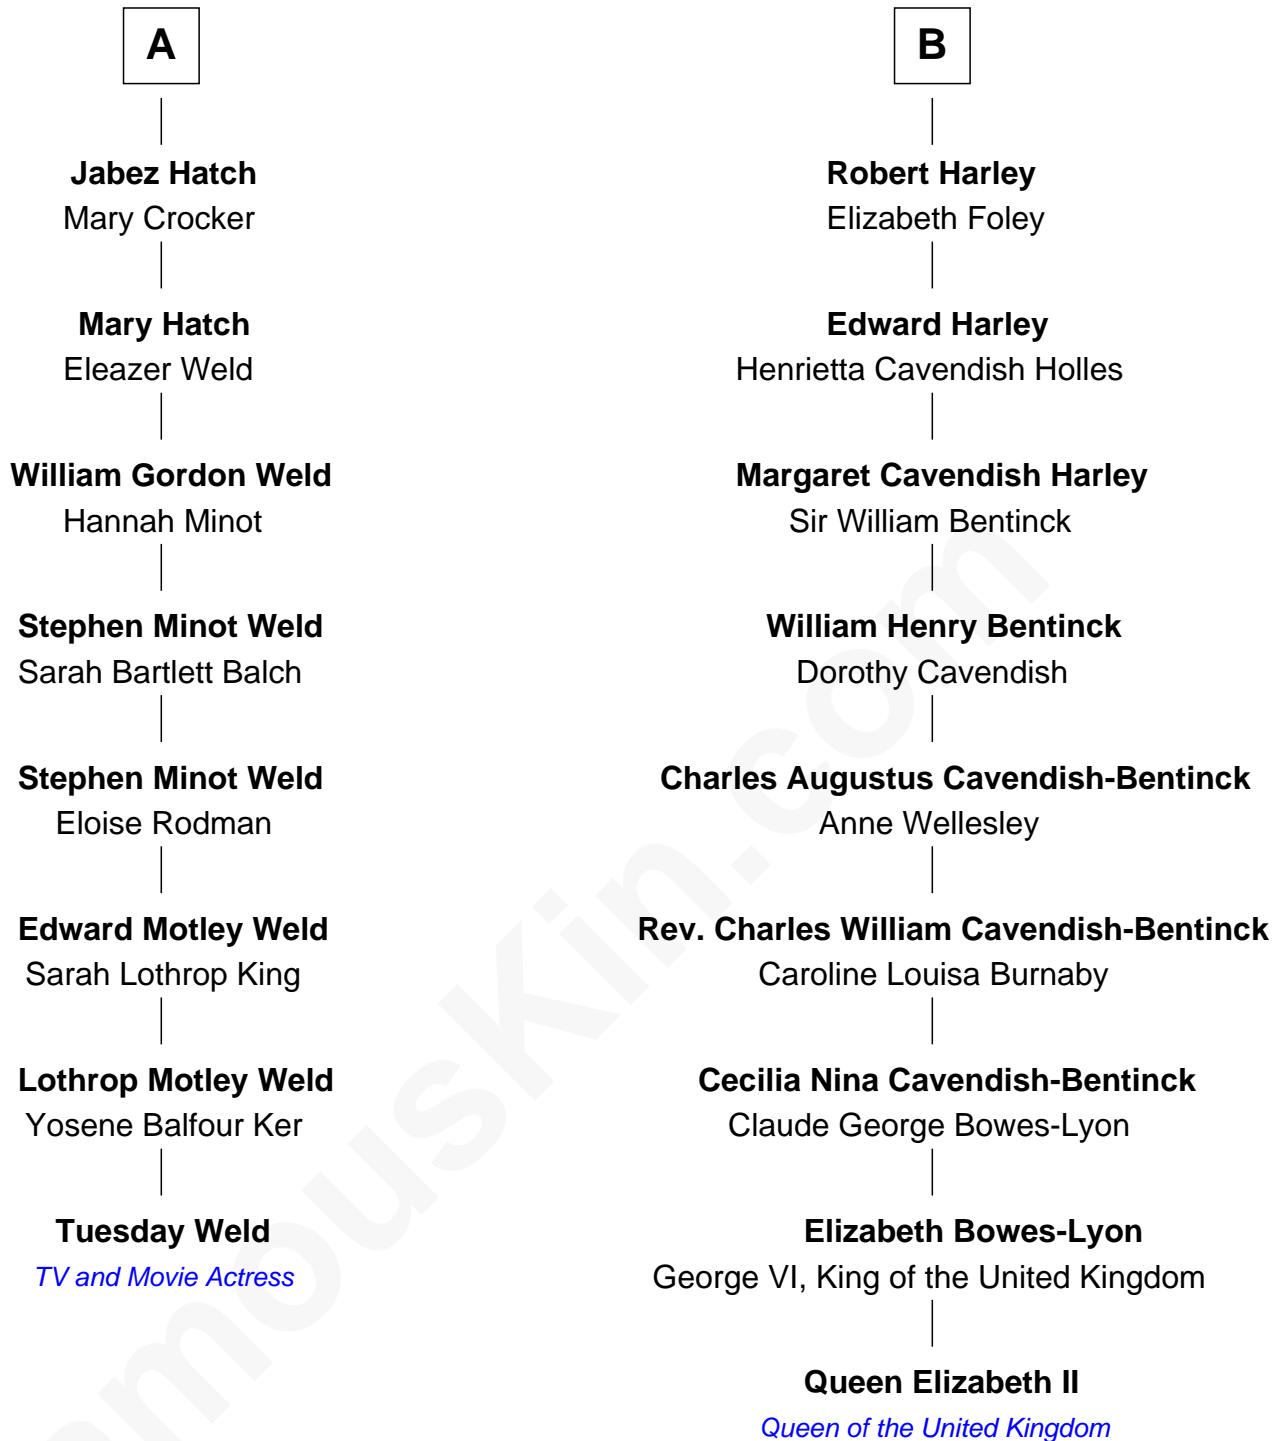 A
Jabez Hatch
Mary Crocker
Mary Hatch
Eleazer Weld
William Gordon Weld
Hannah Minot
Stephen Minot Weld
Sarah Bartlett Balch
Stephen Minot Weld
Eloise Rodman
Edward Motley Weld
Sarah Lothrop King
Lothrop Motley Weld
Yosene Balfour Ker
Tuesday Weld
TV and Movie Actress
B
Robert Harley
Elizabeth Foley
Edward Harley
Henrietta Cavendish Holles
Margaret Cavendish Harley
Sir William Bentinck
William Henry Bentinck
Dorothy Cavendish
Charles Augustus Cavendish-Bentinck
Anne Wellesley
Rev. Charles William Cavendish-Bentinck
Caroline Louisa Burnaby
Cecilia Nina Cavendish-Bentinck
Claude George Bowes-Lyon
Elizabeth Bowes-Lyon
George VI, King of the United Kingdom
Queen Elizabeth II
Queen of the United Kingdom
amouskin.com